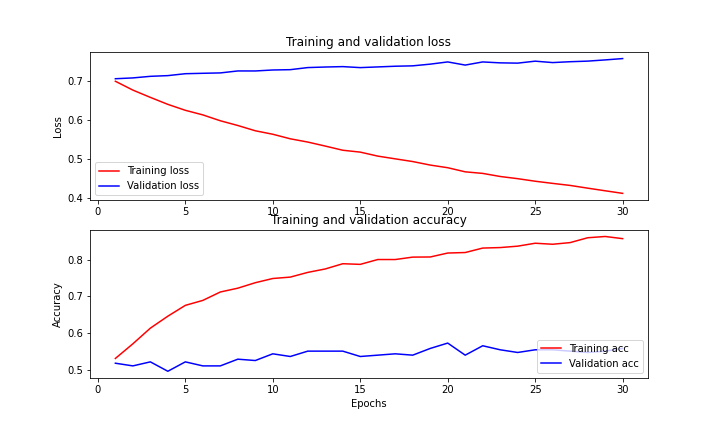 Training and validation loss
Loss
0.7
0.6
0.5
0.4
Training loss
Validation loss
0
5
10
15
20
25
30
Training and validation accuracy
Accuracy
0.8
0.7
0.6
0.5
Training acc
Validation acc
0
5
10
15
20
25
30
Epochs